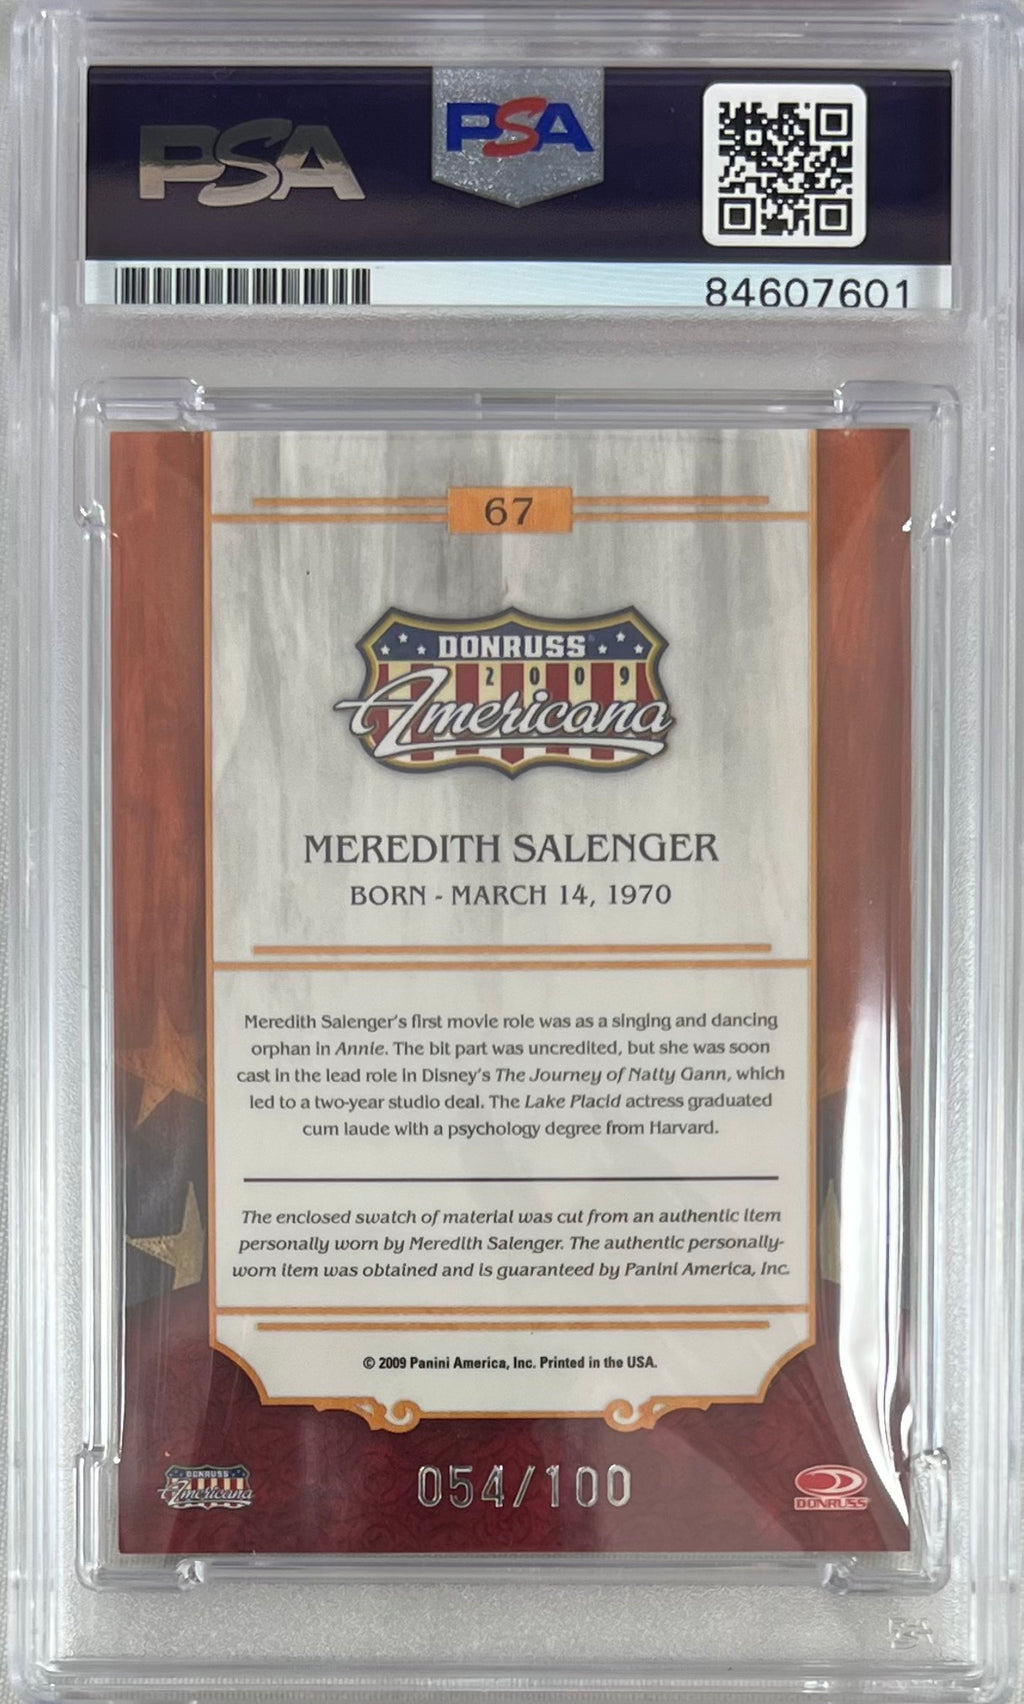 PSA
PSA
84607601
67
DONRUSS
2009
Americana
MEREDITH SALENGER
BORN - MARCH 14, 1970
Meredith Salenger's first movie role was as a singing and dancing
orphan in Annie. The bit part was uncredited, but she was soon
cast in the lead role in Disney's The Journey of Natty Gann, which
led to a two-year studio deal. The Lake Placid actress graduated
cum laude with a psychology degree from Harvard.
The enclosed swatch of material was cut from an authentic item
personally worn by Meredith Salenger. The authentic personally-
worn item was obtained and is guaranteed by Panini America, Inc.
© 2009 Panini America, Inc. Printed in the USA.
DONRUSS
Americana
054/100
DONRUSS
PSA